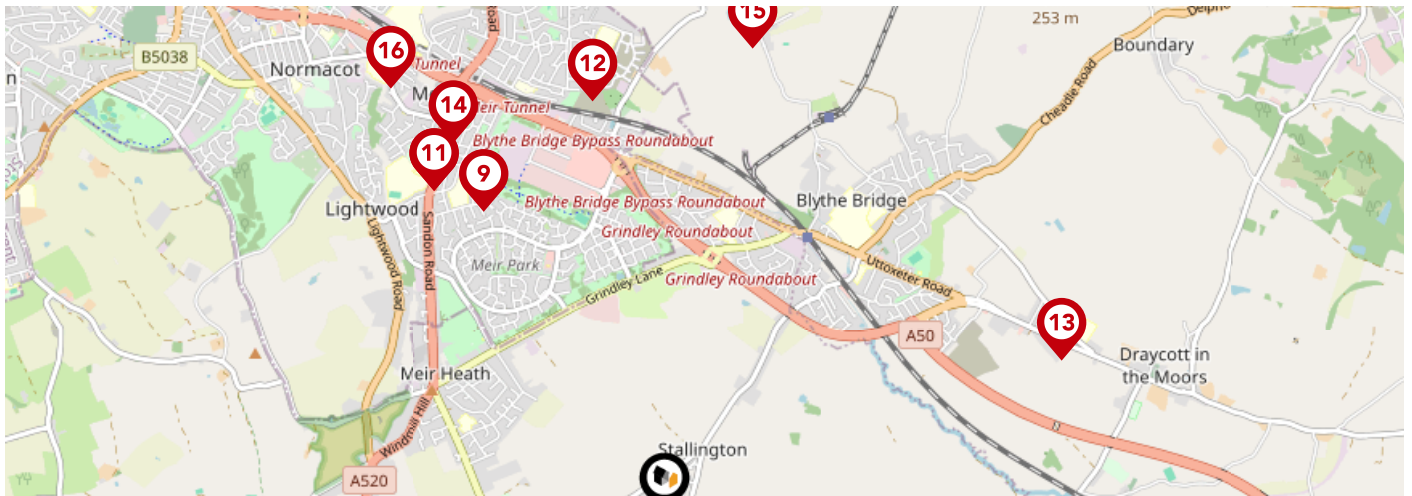 15
253 m
Delphs
Boundary
B5038
16
Normacot
Tunnel
Road
12
Cheadle Road
14
Meir Tunnel
Blythe Bridge Bypass Roundabout
11
9
Blythe Bridge
Blythe Bridge Bypass Roundabout
Lightwood
Sandon Road
Lightwood Road
Grindley Roundabout
Meir Park
Grindley Lane
Grindley Roundabout
Uttoxeter Road
13
A50
Draycott in
the Moors
Meir Heath
Windmill Hill
Stallington
A520